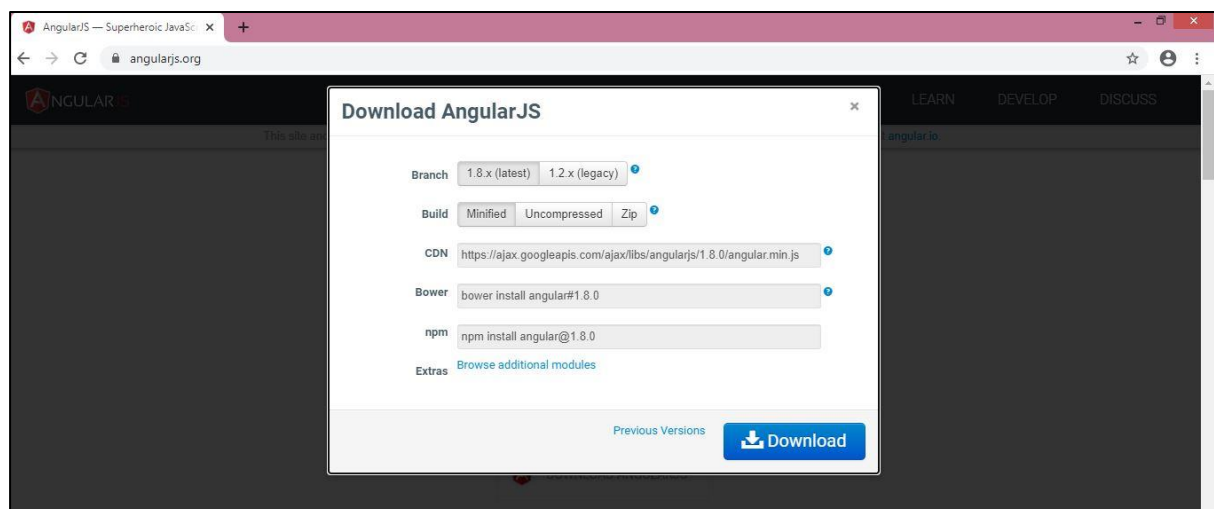 AngularJS — Superheroic JavaSc
angularjs.org
ANGULARJS
LEARN DEVELOP DISCUSS
This site and
angular.io.
Download AngularJS
Branch 1.8.x (latest) 1.2.x (legacy)
Build Minified Uncompressed Zip
CDN https://ajax.googleapis.com/ajax/libs/angularjs/1.8.0/angular.min.js
Bower bower install angular#1.8.0
npm npm install angular@1.8.0
Extras Browse additional modules
Previous Versions Download